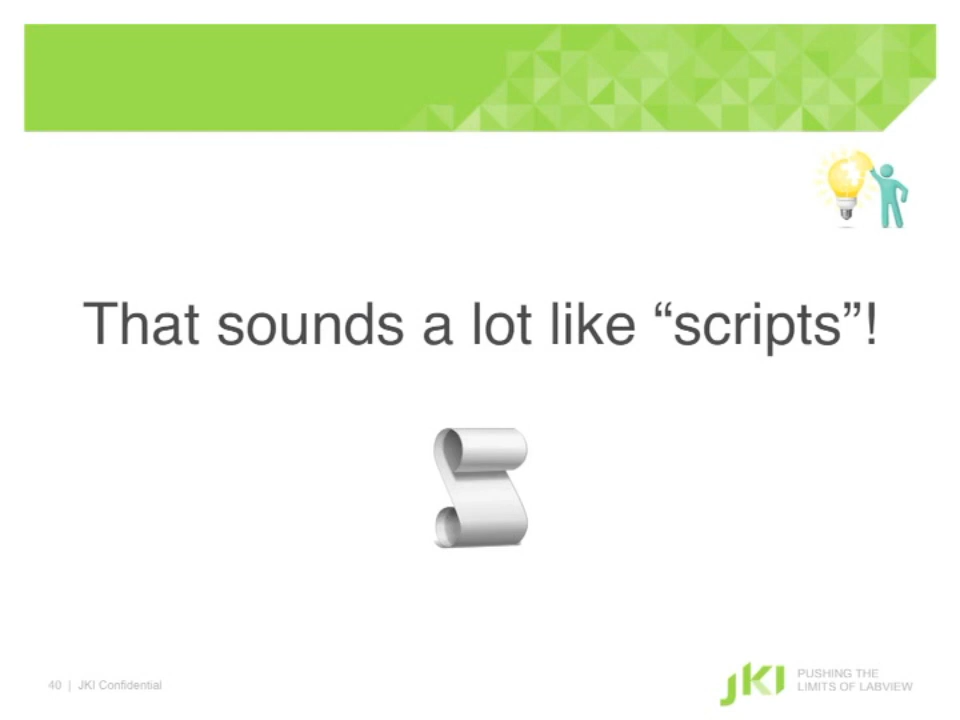 That sounds a lot like “scripts”!
40 | JKI Confidential
JKI
PUSHING THE
LIMITS OF LABVIEW